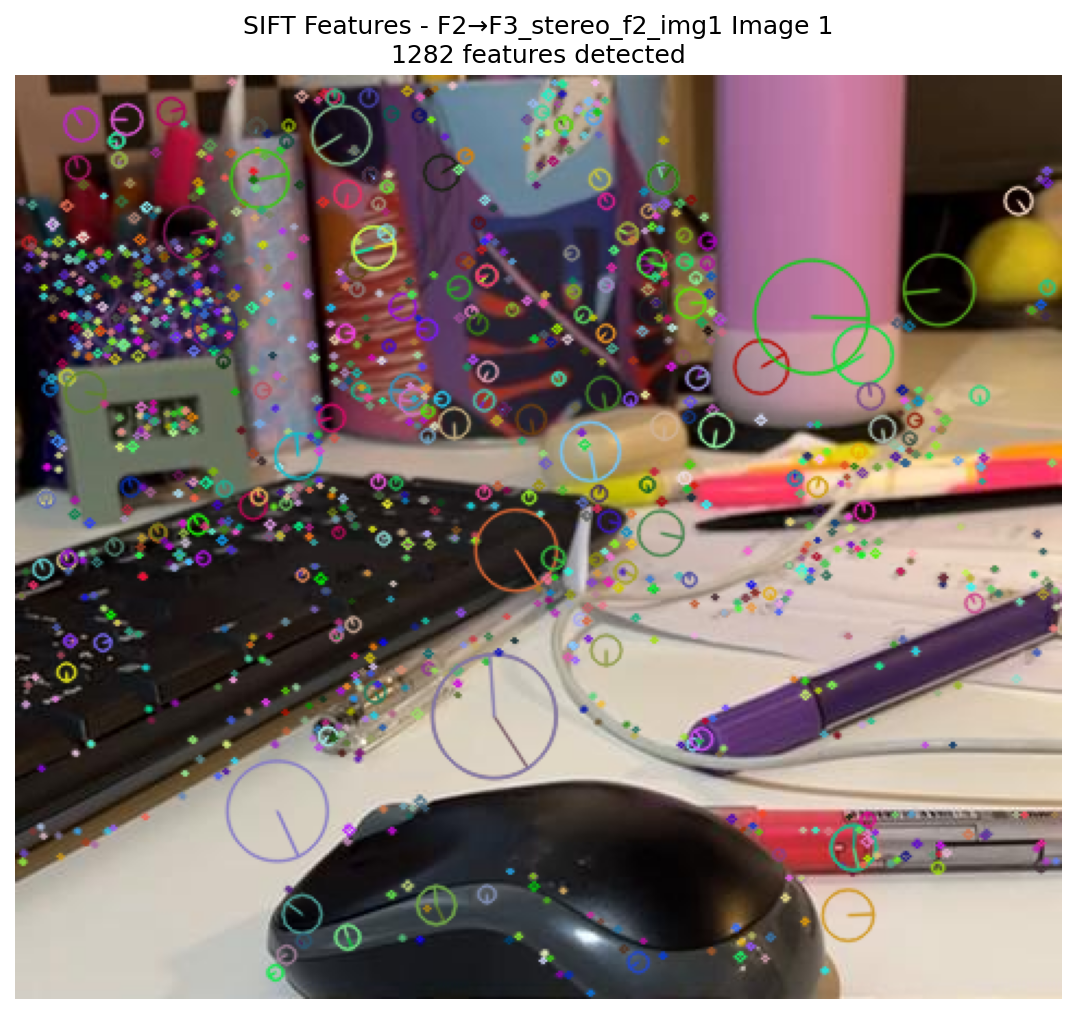 SIFT Features - F2→F3_stereo_f2_img1 Image 1
1282 features detected